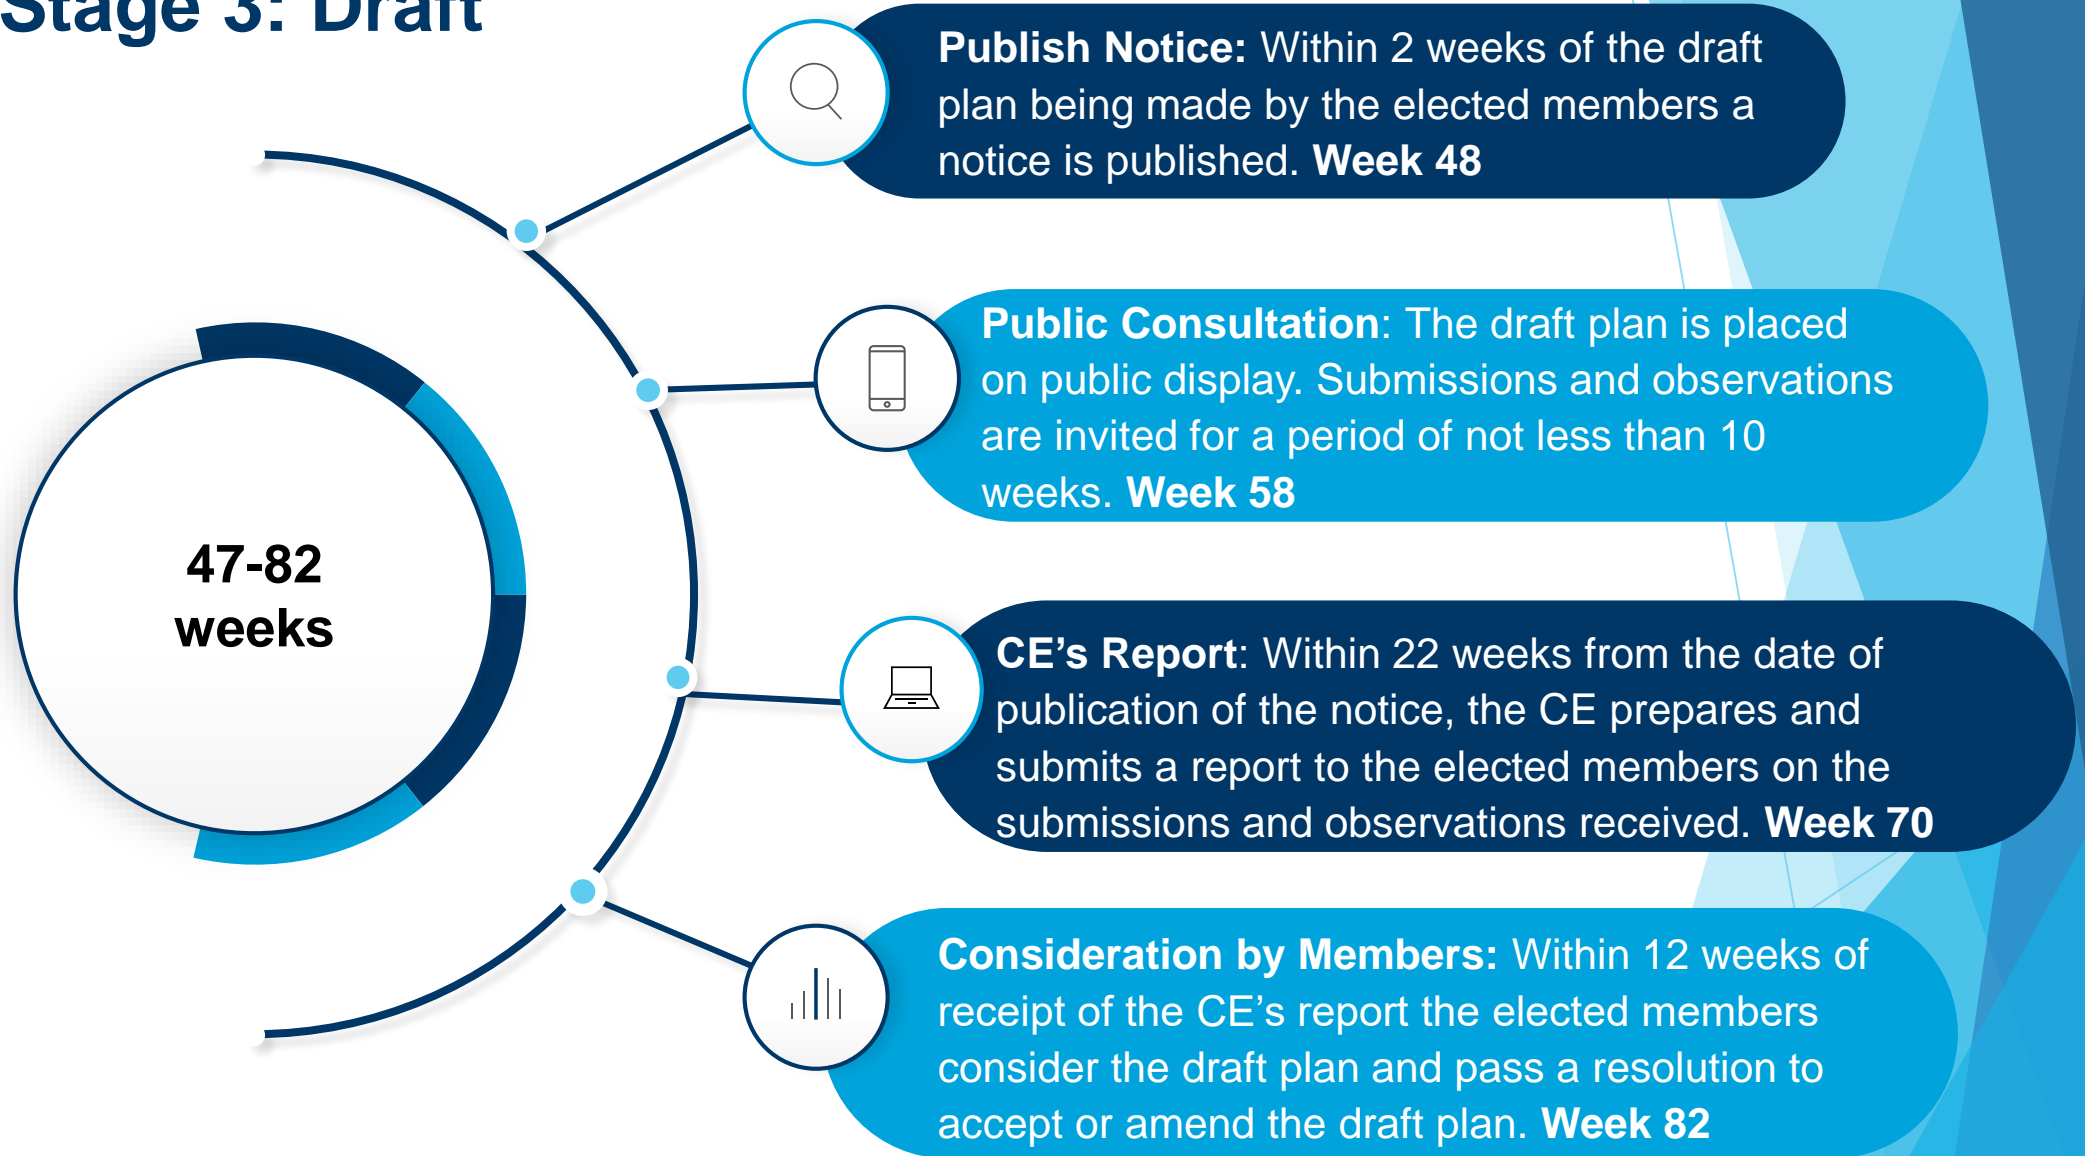 Stage 3: Draft
Publish Notice: Within 2 weeks of the draft
plan being made by the elected members a
notice is published. Week 48
Public Consultation: The draft plan is placed
on public display. Submissions and observations
are invited for a period of not less than 10
weeks. Week 58
47-82
weeks
CE’s Report: Within 22 weeks from the date of
publication of the notice, the CE prepares and
submits a report to the elected members on the
submissions and observations received. Week 70
Consideration by Members: Within 12 weeks of
receipt of the CE’s report the elected members
consider the draft plan and pass a resolution to
accept or amend the draft plan. Week 82